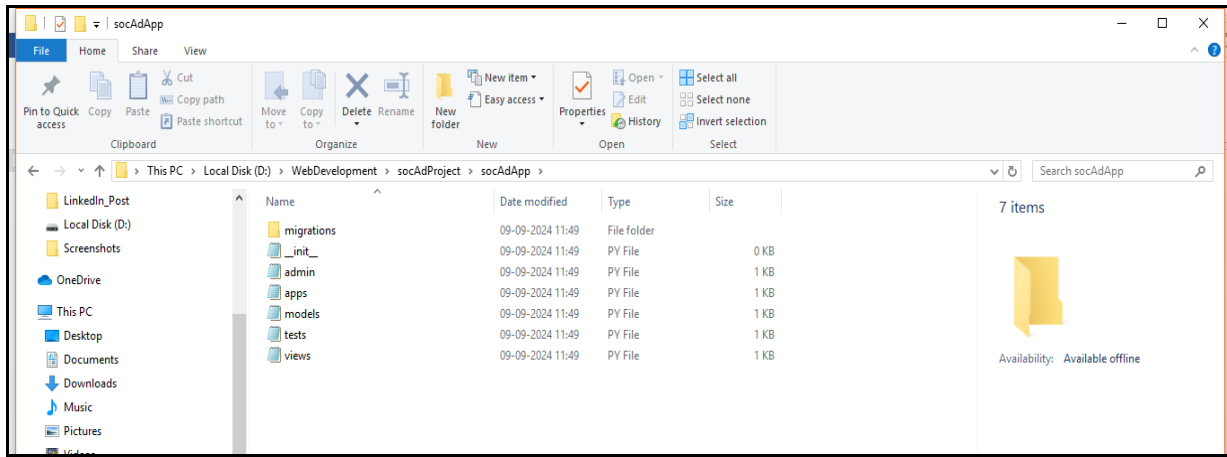 socAdApp
File Home Share View
Pin to Quick access
Copy
Paste
Cut
Copy path
Paste shortcut
Clipboard
Move to
Copy to
Delete
Rename
Organize
New folder
New item
Easy access
New
Properties
Open
Edit
History
Open
Select all
Select none
Invert selection
Select
This PC > Local Disk (D:) > WebDevelopment > socAdProject > socAdApp >
Search socAdApp
LinkedIn_Post
Local Disk (D:)
Screenshots
OneDrive
This PC
Desktop
Documents
Downloads
Music
Pictures
Videos
Name Date modified Type Size
migrations 09-09-2024 11:49 File folder
__init__ 09-09-2024 11:49 PY File 0 KB
admin 09-09-2024 11:49 PY File 1 KB
apps 09-09-2024 11:49 PY File 1 KB
models 09-09-2024 11:49 PY File 1 KB
tests 09-09-2024 11:49 PY File 1 KB
views 09-09-2024 11:49 PY File 1 KB
7 items
Availability: Available offline